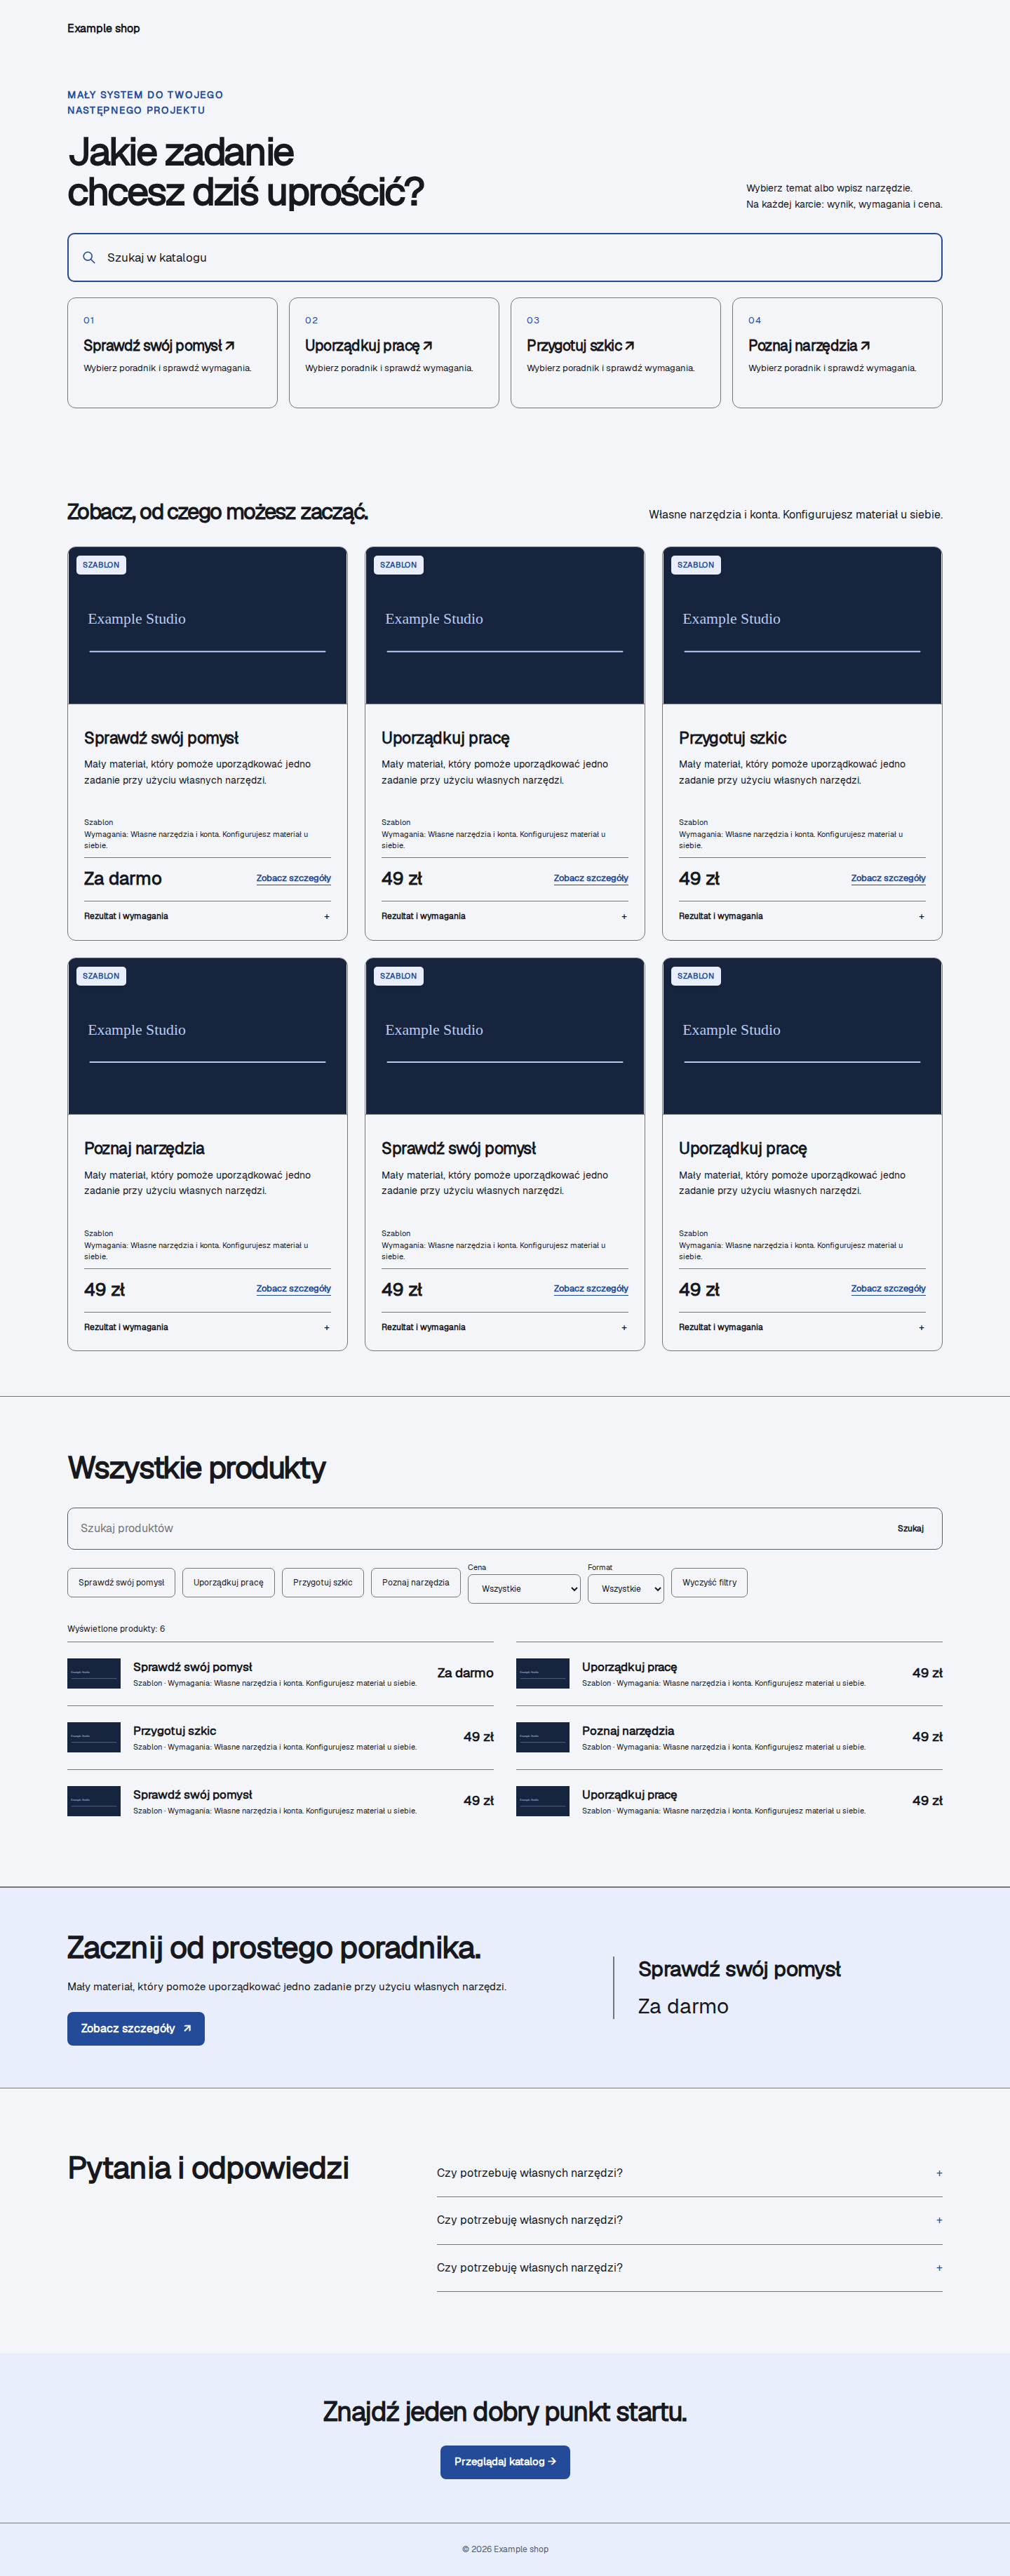 Example shop
MAŁY SYSTEM DO TWOJEGO
NASTĘPNEGO PROJEKTU
Jakie zadanie
chcesz dziś uprościć?
Wybierz temat albo wpisz narzędzie.
Na każdej karcie: wynik, wymagania i cena.
Szukaj w katalogu
01
Sprawdź swój pomysł ↗
Wybierz poradnik i sprawdź wymagania.
02
Uporządkuj pracę ↗
Wybierz poradnik i sprawdź wymagania.
03
Przygotuj szkic ↗
Wybierz poradnik i sprawdź wymagania.
04
Poznaj narzędzia ↗
Wybierz poradnik i sprawdź wymagania.
Zobacz, od czego możesz zacząć.
Własne narzędzia i konta. Konfigurujesz materiał u siebie.
SZABLON
Example Studio
Sprawdź swój pomysł
Mały materiał, który pomoże uporządkować jedno
zadanie przy użyciu własnych narzędzi.
Szablon
Wymagania: Własne narzędzia i konta. Konfigurujesz materiał u
siebie.
Za darmo
Zobacz szczegóły
Rezultat i wymagania +
SZABLON
Example Studio
Uporządkuj pracę
Mały materiał, który pomoże uporządkować jedno
zadanie przy użyciu własnych narzędzi.
Szablon
Wymagania: Własne narzędzia i konta. Konfigurujesz materiał u
siebie.
49 zł
Zobacz szczegóły
Rezultat i wymagania +
SZABLON
Example Studio
Przygotuj szkic
Mały materiał, który pomoże uporządkować jedno
zadanie przy użyciu własnych narzędzi.
Szablon
Wymagania: Własne narzędzia i konta. Konfigurujesz materiał u
siebie.
49 zł
Zobacz szczegóły
Rezultat i wymagania +
SZABLON
Example Studio
Poznaj narzędzia
Mały materiał, który pomoże uporządkować jedno
zadanie przy użyciu własnych narzędzi.
Szablon
Wymagania: Własne narzędzia i konta. Konfigurujesz materiał u
siebie.
49 zł
Zobacz szczegóły
Rezultat i wymagania +
SZABLON
Example Studio
Sprawdź swój pomysł
Mały materiał, który pomoże uporządkować jedno
zadanie przy użyciu własnych narzędzi.
Szablon
Wymagania: Własne narzędzia i konta. Konfigurujesz materiał u
siebie.
49 zł
Zobacz szczegóły
Rezultat i wymagania +
SZABLON
Example Studio
Uporządkuj pracę
Mały materiał, który pomoże uporządkować jedno
zadanie przy użyciu własnych narzędzi.
Szablon
Wymagania: Własne narzędzia i konta. Konfigurujesz materiał u
siebie.
49 zł
Zobacz szczegóły
Rezultat i wymagania +
Wszystkie produkty
Szukaj produktów
Szukaj
Sprawdź swój pomysł
Uporządkuj pracę
Przygotuj szkic
Poznaj narzędzia
Cena
Wszystkie
Format
Wszystkie
Wyczyść filtry
Wyświetlone produkty: 6
Example Studio
Sprawdź swój pomysł
Szablon · Wymagania: Własne narzędzia i konta. Konfigurujesz materiał u siebie.
Za darmo
Example Studio
Uporządkuj pracę
Szablon · Wymagania: Własne narzędzia i konta. Konfigurujesz materiał u siebie.
49 zł
Example Studio
Przygotuj szkic
Szablon · Wymagania: Własne narzędzia i konta. Konfigurujesz materiał u siebie.
49 zł
Example Studio
Poznaj narzędzia
Szablon · Wymagania: Własne narzędzia i konta. Konfigurujesz materiał u siebie.
49 zł
Example Studio
Sprawdź swój pomysł
Szablon · Wymagania: Własne narzędzia i konta. Konfigurujesz materiał u siebie.
49 zł
Example Studio
Uporządkuj pracę
Szablon · Wymagania: Własne narzędzia i konta. Konfigurujesz materiał u siebie.
49 zł
Zacznij od prostego poradnika.
Mały materiał, który pomoże uporządkować jedno zadanie przy użyciu własnych narzędzi.
Zobacz szczegóły ↗
Sprawdź swój pomysł
Za darmo
Pytania i odpowiedzi
Czy potrzebuję własnych narzędzi? +
Czy potrzebuję własnych narzędzi? +
Czy potrzebuję własnych narzędzi? +
Znajdź jeden dobry punkt startu.
Przeglądaj katalog →
© 2026 Example shop